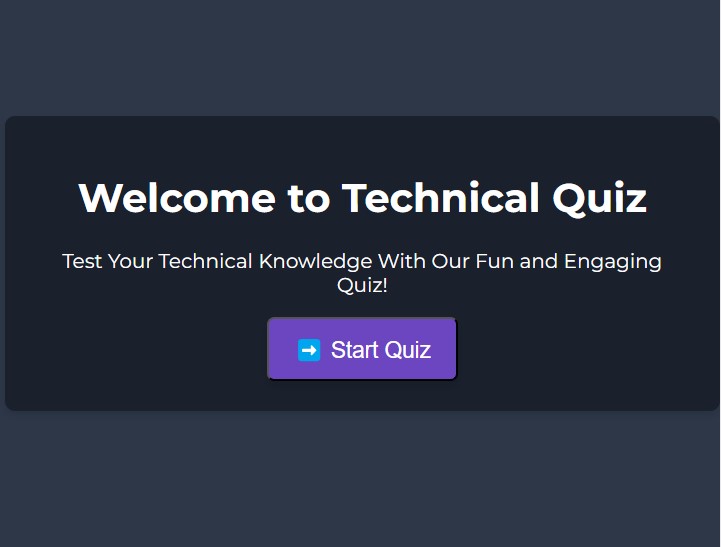 Welcome to Technical Quiz
Test Your Technical Knowledge With Our Fun and Engaging
Quiz!
➡️ Start Quiz